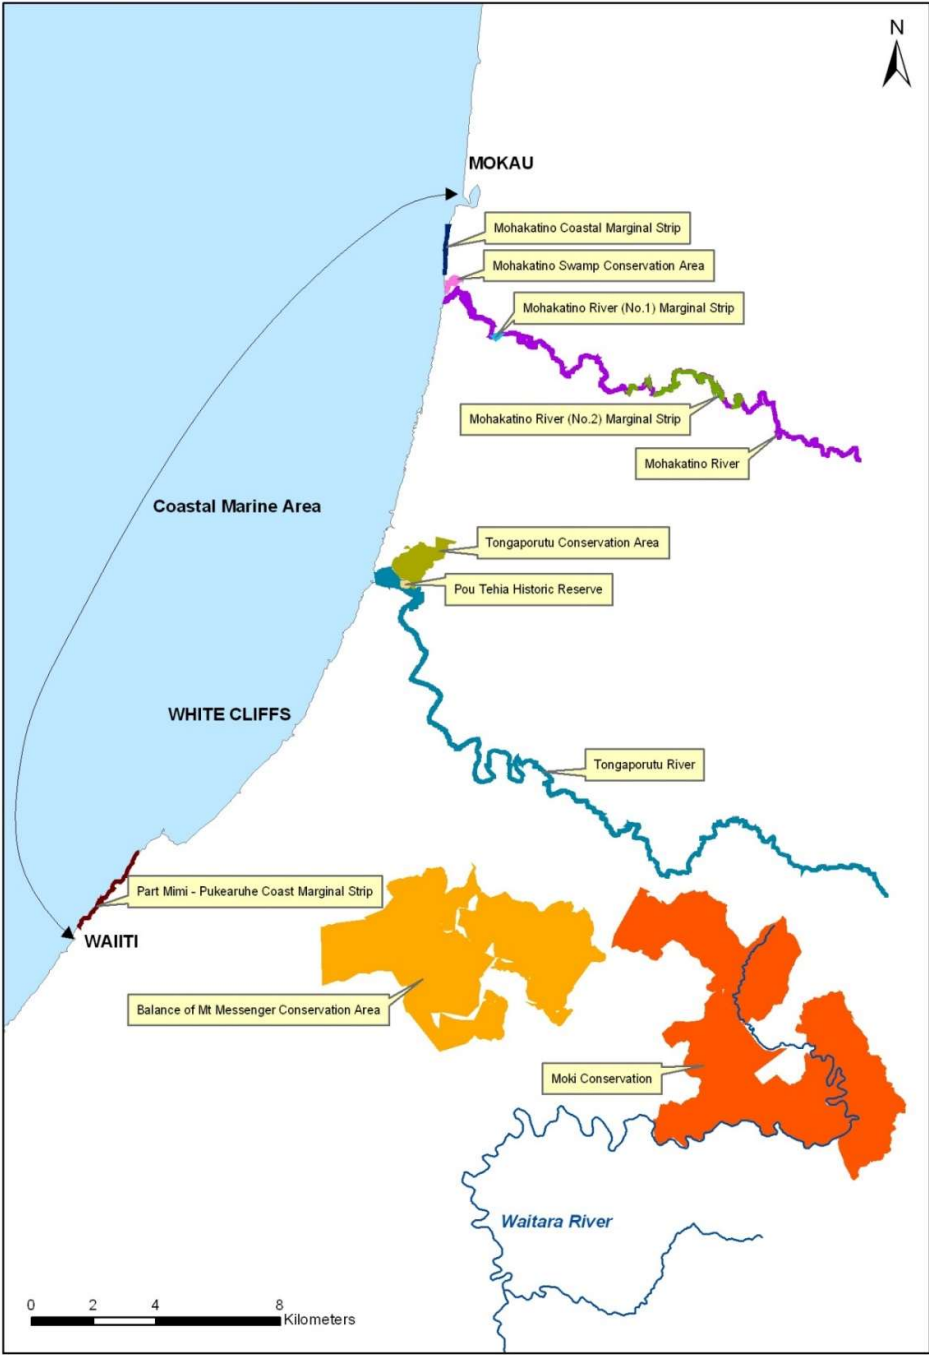 N
MOKAU
Mohakatino Coastal Marginal Strip
Mohakatino Swamp Conservation Area
Mohakatino River (No.1) Marginal Strip
Mohakatino River (No.2) Marginal Strip
Mohakatino River
Coastal Marine Area
Tongaporutu Conservation Area
Pou Tehia Historic Reserve
WHITE CLIFFS
Tongaporutu River
Part Mimi - Pukearuhe Coast Marginal Strip
WAIITI
Balance of Mt Messenger Conservation Area
Moki Conservation
Waitara River
0 2 4 8
Kilometers